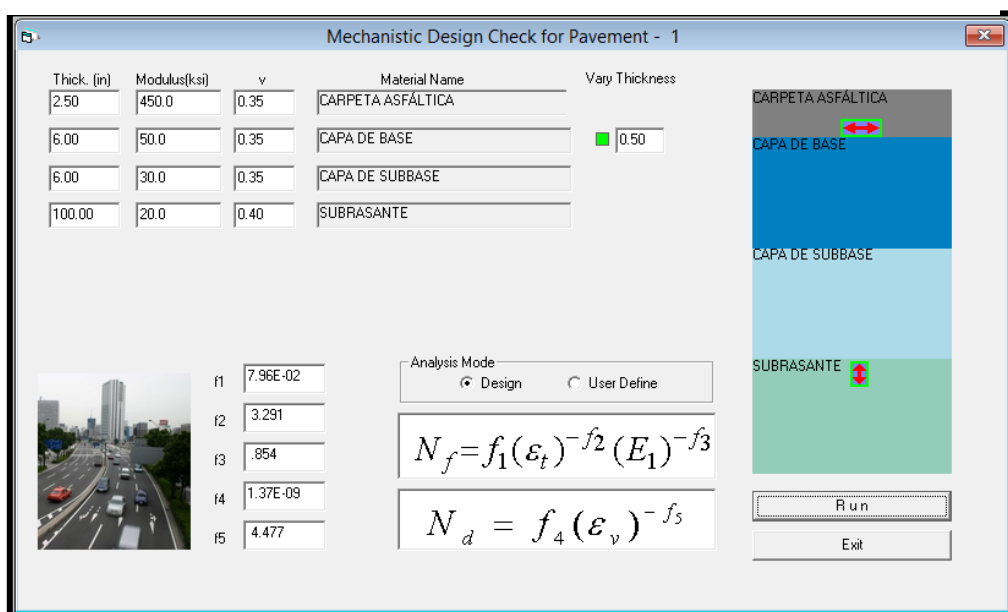 Mechanistic Design Check for Pavement - 1
Thick. (in) Modulus(ksi) v Material Name Vary Thickness
2.50 450.0 0.35 CARPETA ASFÁLTICA
6.00 50.0 0.35 CAPA DE BASE 0.50
6.00 30.0 0.35 CAPA DE SUBBASE
100.00 20.0 0.40 SUBRASANTE
CARPETA ASFÁLTICA
CAPA DE BASE
CAPA DE SUBBASE
SUBRASANTE
f1 7.96E-02
f2 3.291
f3 .854
f4 1.37E-09
f5 4.477
Analysis Mode
Design User Define
N_f=f_1(ε_t)^{-f_2}(E_1)^{-f_3}
N_d = f_4(ε_v)^{-f_5}
Run
Exit